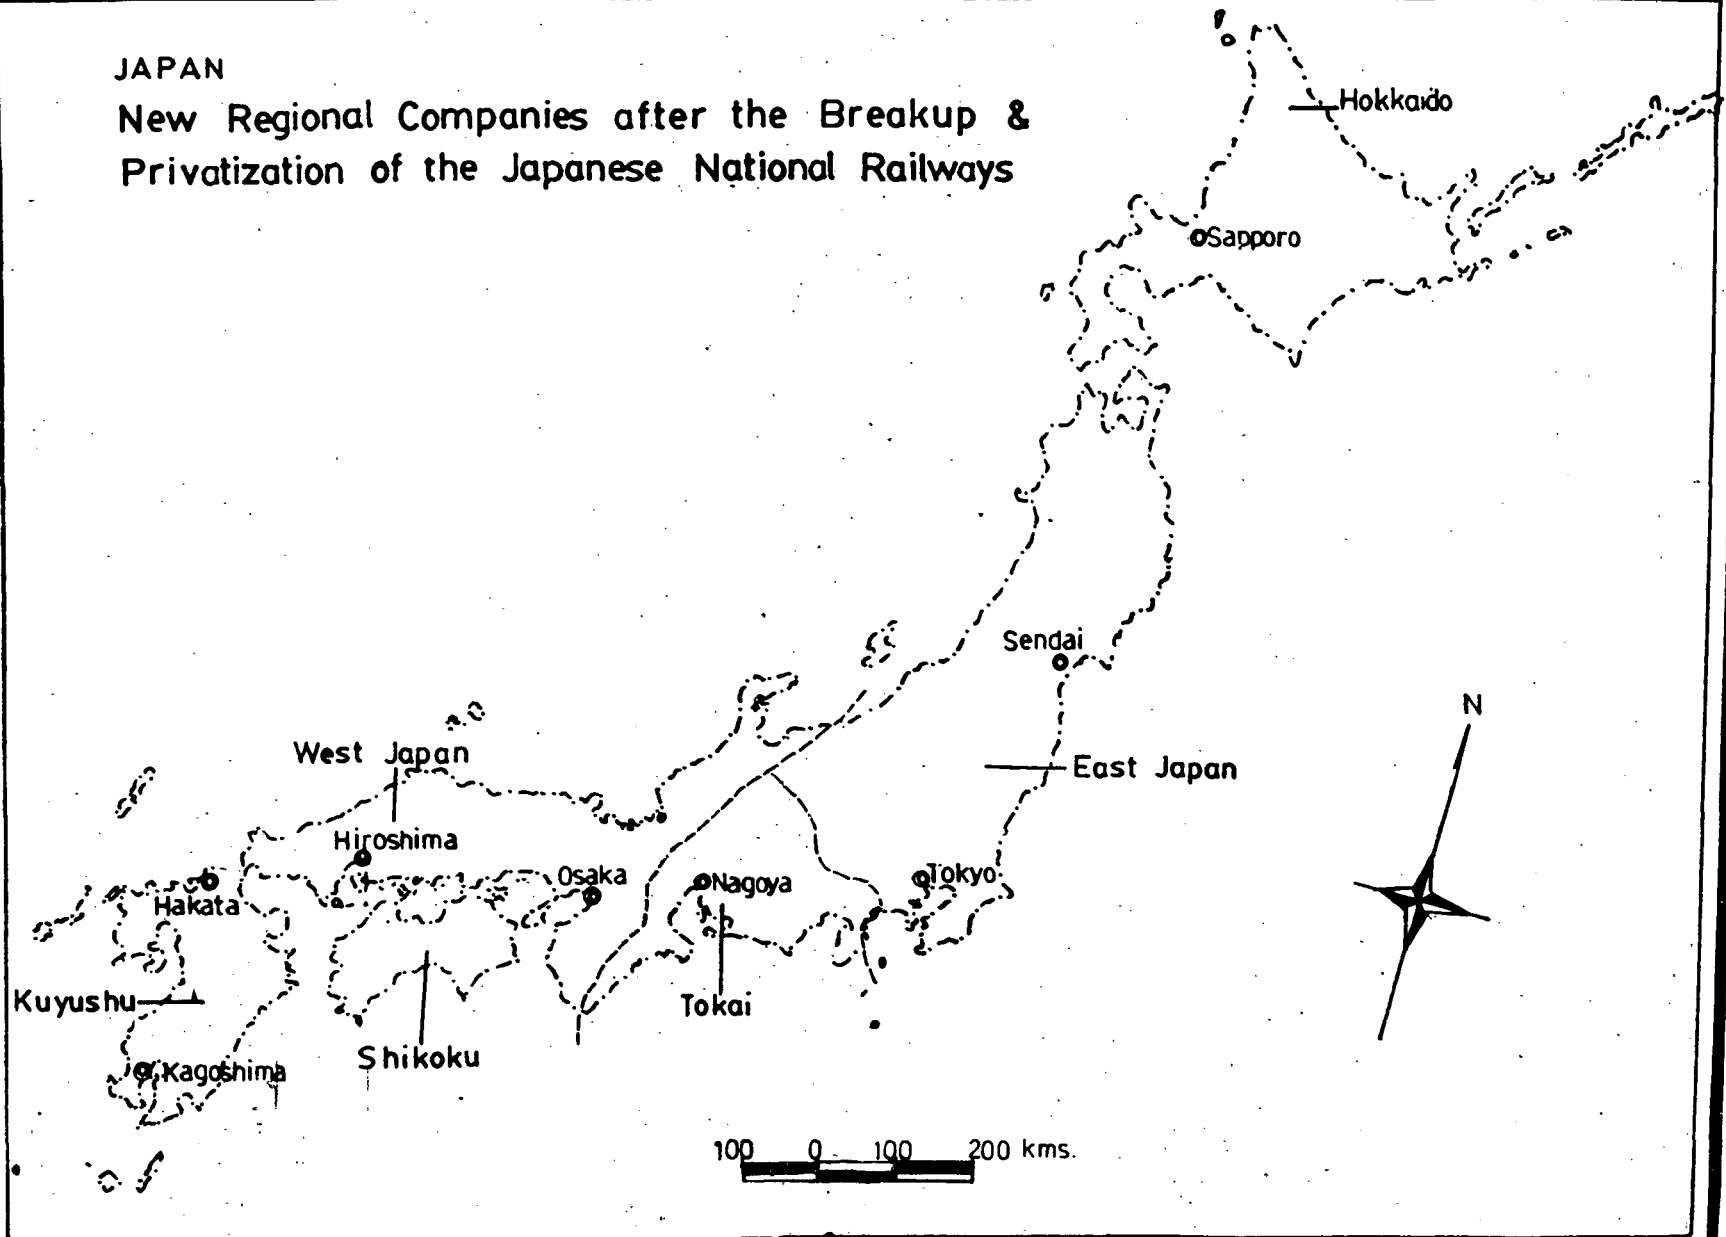 JAPAN
New Regional Companies after the Breakup &
Privatization of the Japanese National Railways
Hokkaido
Sapporo
Sendai
N
West Japan
East Japan
Hiroshima
Osaka
Nagoya
Tokyo
Hakata
Kuyushu
Tokai
Shikoku
Kagoshima
100 0 100 200 kms.